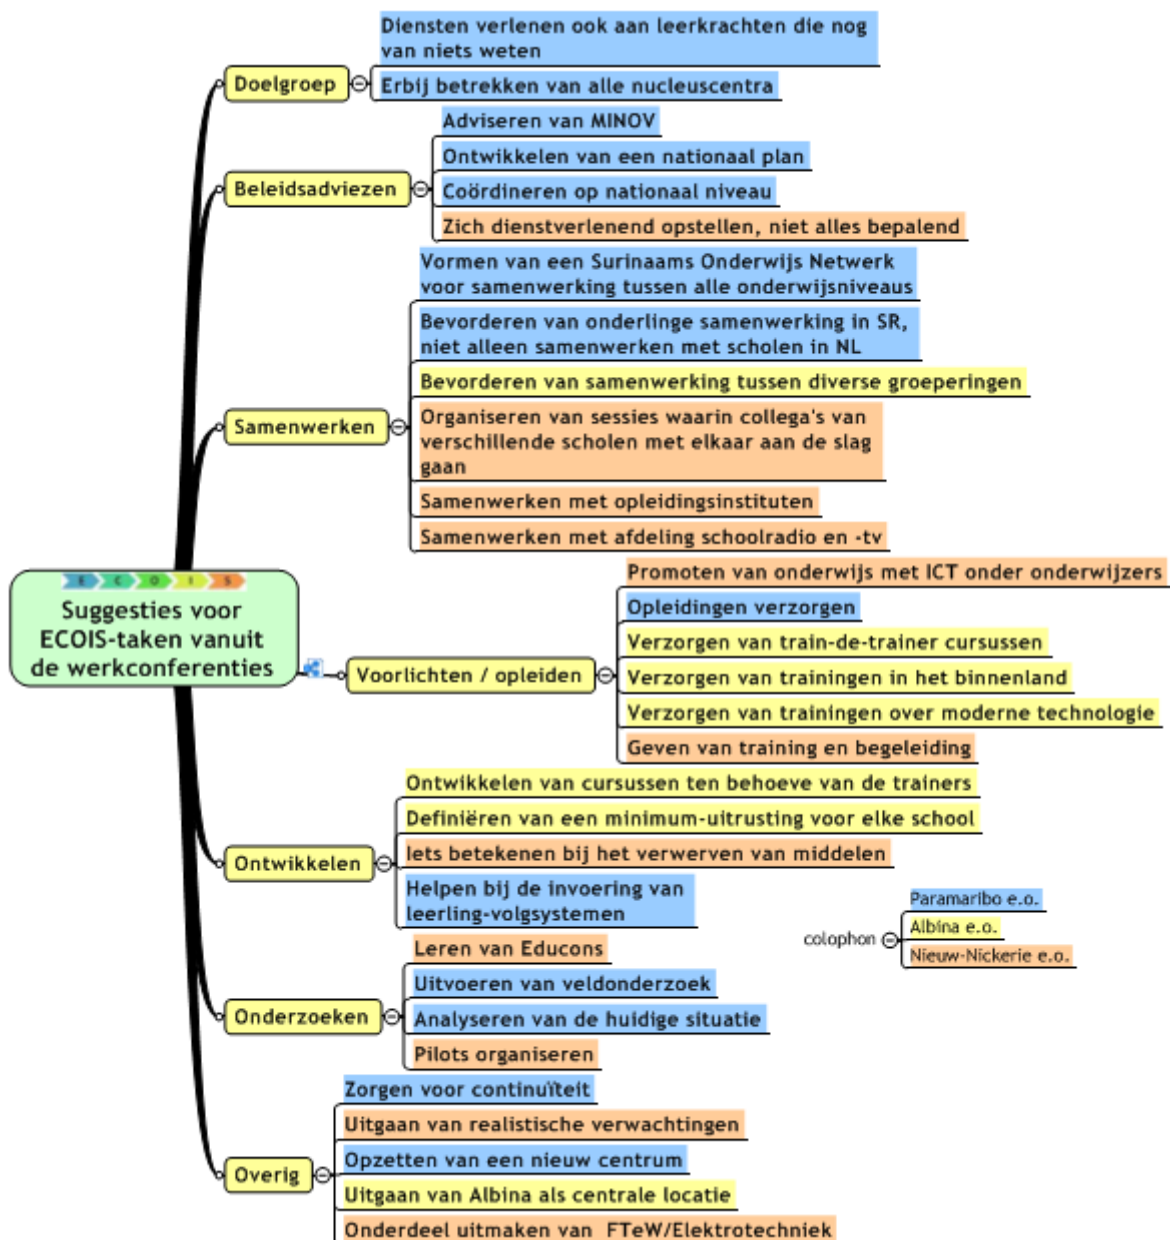 Diensten verlenen ook aan leerkrachten die nog
van niets weten
Doelgroep
Erbij betrekken van alle nucleuscentra
Adviseren van MINOV
Ontwikkelen van een nationaal plan
Beleidsadviezen
Coördineren op nationaal niveau
Zich dienstverlenend opstellen, niet alles bepalend
Vormen van een Surinaams Onderwijs Netwerk
voor samenwerking tussen alle onderwijsniveaus
Bevorderen van onderlinge samenwerking in SR,
niet alleen samenwerken met scholen in NL
Bevorderen van samenwerking tussen diverse groeperingen
Samenwerken
Organiseren van sessies waarin collega's van
verschillende scholen met elkaar aan de slag
gaan
Samenwerken met opleidingsinstituten
Samenwerken met afdeling schoolradio en -tv
E C O I S
Suggesties voor
ECOIS-taken vanuit
de werkconferenties
Promoten van onderwijs met ICT onder onderwijzers
Opleidingen verzorgen
Verzorgen van train-de-trainer cursussen
Voorlichten / opleiden
Verzorgen van trainingen in het binnenland
Verzorgen van trainingen over moderne technologie
Geven van training en begeleiding
Ontwikkelen van cursussen ten behoeve van de trainers
Definiëren van een minimum-uitrusting voor elke school
Ontwikkelen
Iets betekenen bij het verwerven van middelen
Helpen bij de invoering van
leerling-volgsystemen
Paramaribo e.o.
colophon
Albina e.o.
Nieuw-Nickerie e.o.
Leren van Educons
Uitvoeren van veldonderzoek
Onderzoeken
Analyseren van de huidige situatie
Pilots organiseren
Zorgen voor continuïteit
Uitgaan van realistische verwachtingen
Overig
Opzetten van een nieuw centrum
Uitgaan van Albina als centrale locatie
Onderdeel uitmaken van FTeW/Elektrotechniek